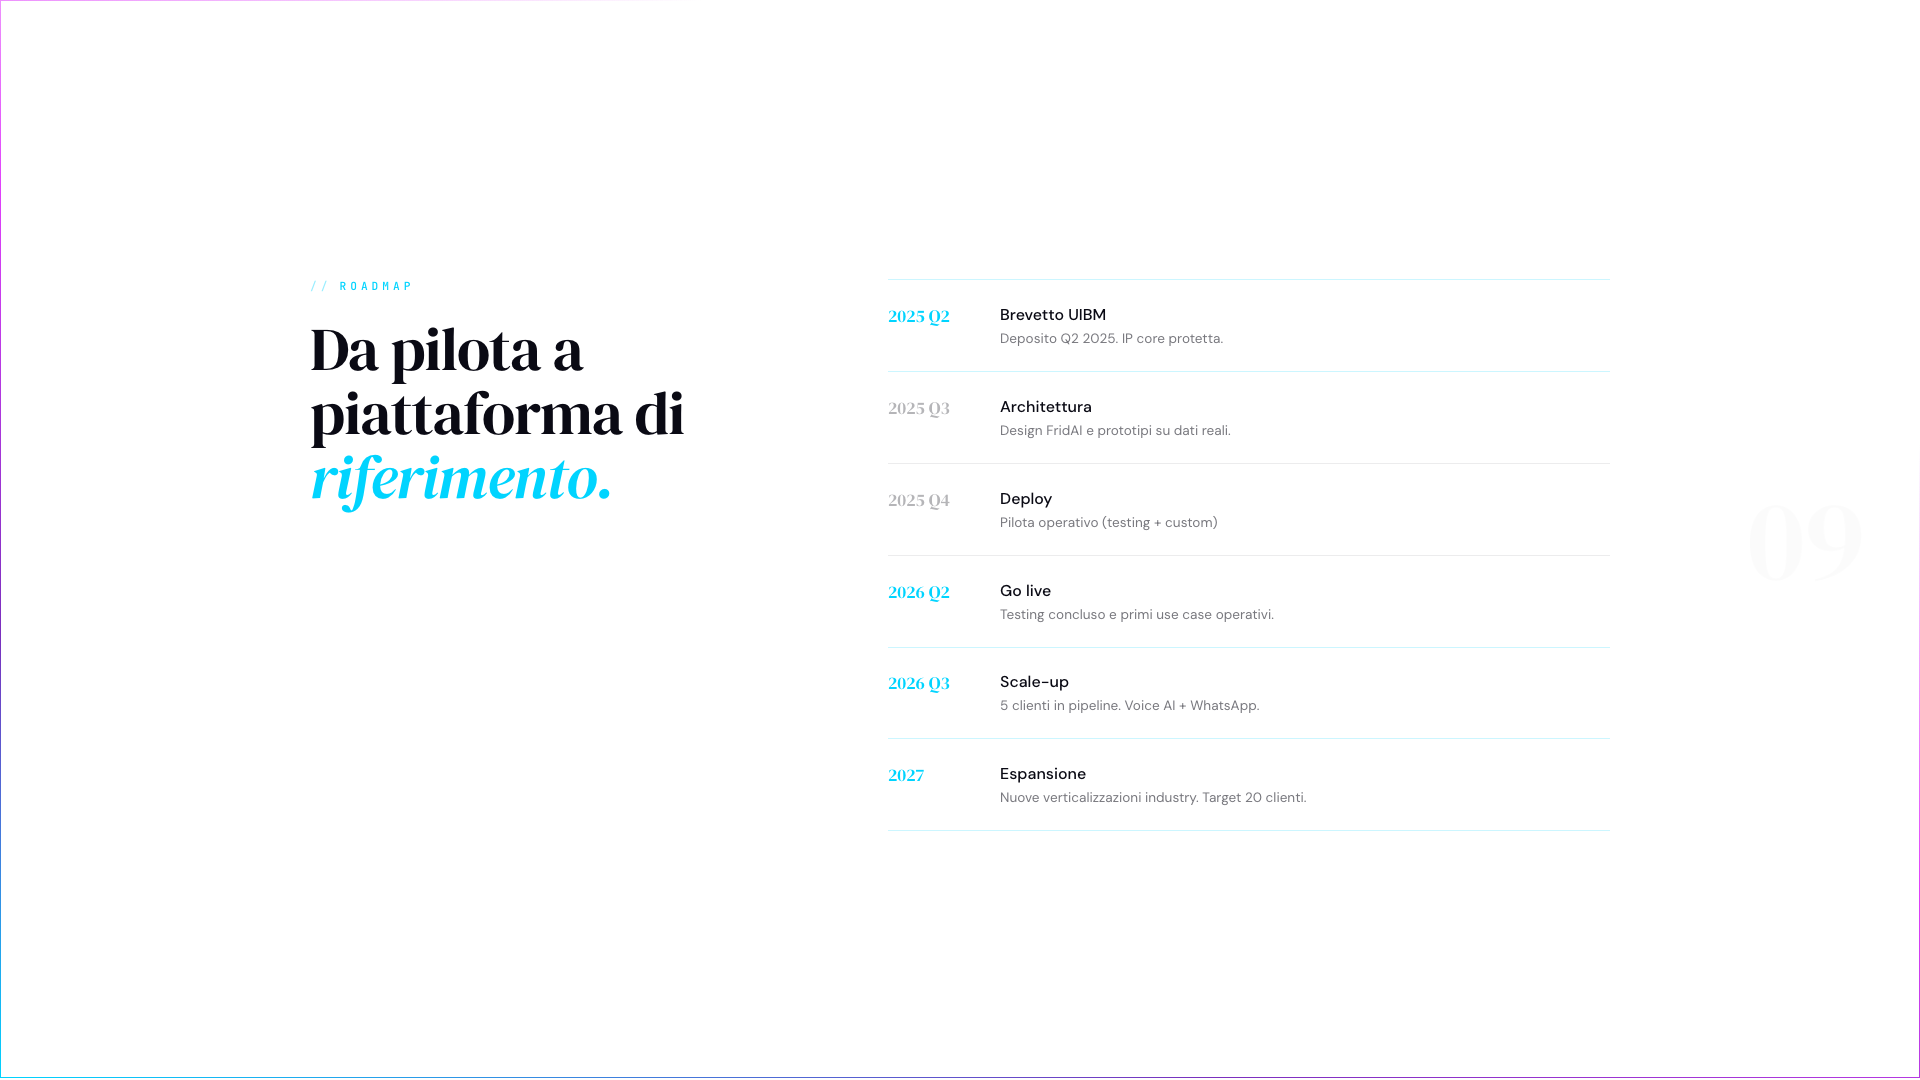 // ROADMAP
Da pilota a
piattaforma di
riferimento.
2025 Q2
Brevetto UIBM
Deposito Q2 2025. IP core protetta.
2025 Q3
Architettura
Design FridAI e prototipi su dati reali.
2025 Q4
Deploy
Pilota operativo (testing + custom)
2026 Q2
Go live
Testing concluso e primi use case operativi.
2026 Q3
Scale-up
5 clienti in pipeline. Voice AI + WhatsApp.
2027
Espansione
Nuove verticalizzazioni industry. Target 20 clienti.
09